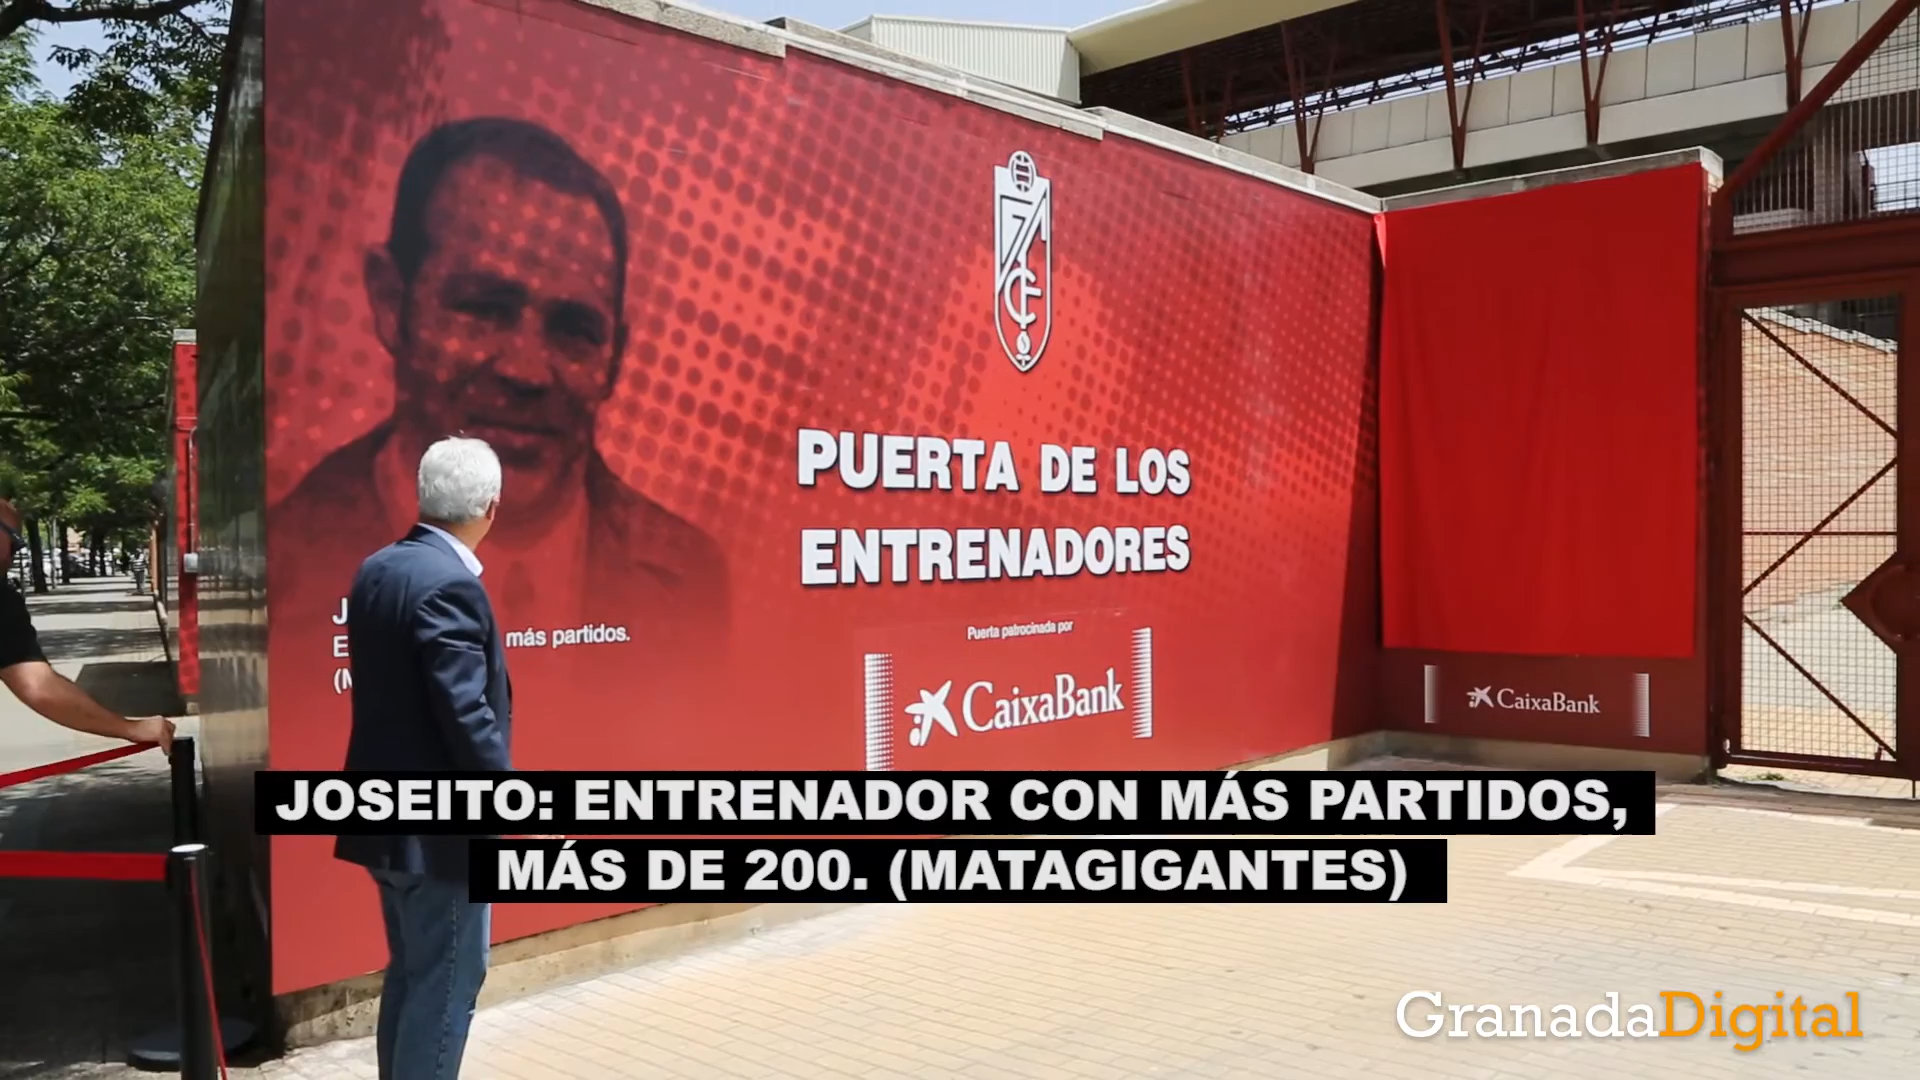 PUERTA DE LOS
ENTRENADORES
J
E
más partidos.
(M
Puerta patrocinada por
CaixaBank
CaixaBank
JOSEITO: ENTRENADOR CON MÁS PARTIDOS,
MÁS DE 200. (MATAGIGANTES)
GranadaDigital